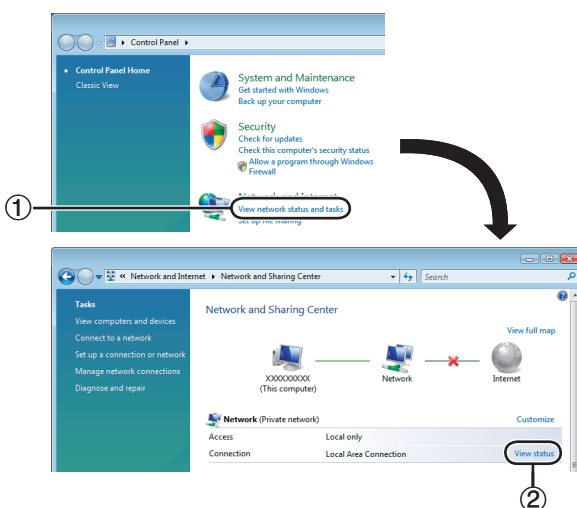 Control Panel
Control Panel Home
Classic View
System and Maintenance
Get started with Windows
Back up your computer
Security
Check for updates
Check this computer's security status
Allow a program through Windows
Firewall
Network and Internet
View network status and tasks
Set up file sharing
①
« Network and Internet Network and Sharing Center
Search
Tasks
View computers and devices
Connect to a network
Set up a connection or network
Manage network connections
Diagnose and repair
Network and Sharing Center
View full map
XXXXXXXXX
(This computer)
Network
Internet
Network (Private network)
Customize
Access
Local only
Connection
Local Area Connection
View status
②